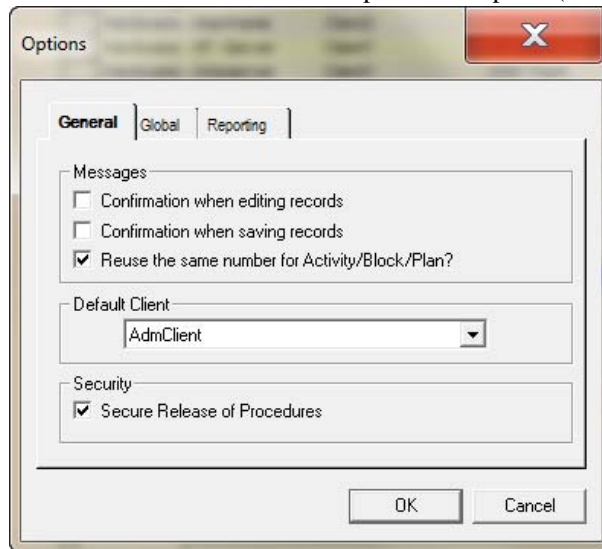 Options
General Global Reporting
Messages
Confirmation when editing records
Confirmation when saving records
Reuse the same number for Activity/Block/Plan?
Default Client
AdmClient
Security
Secure Release of Procedures
OK Cancel